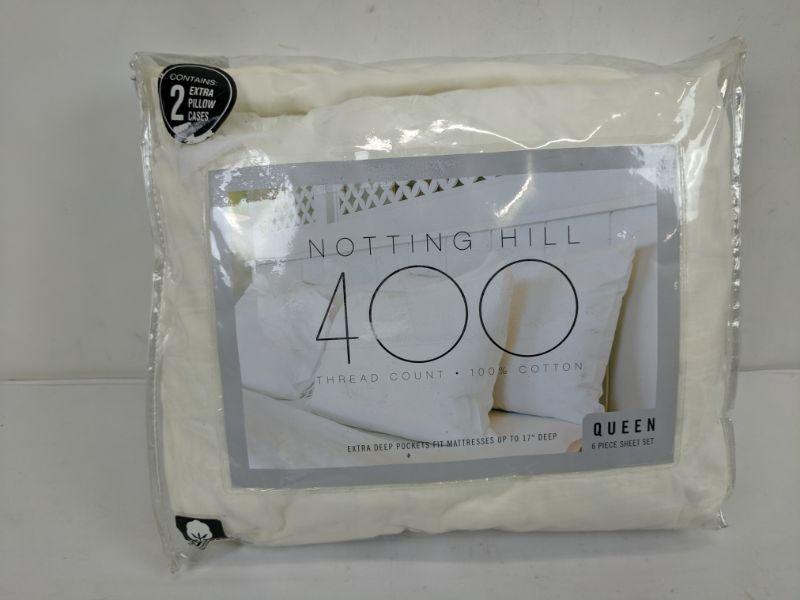 CONTAINS:
2 EXTRA
PILLOW
CASES
NOTTING HILL
400
THREAD COUNT • 100% COTTON
EXTRA DEEP POCKETS FIT MATTRESSES UP TO 17" DEEP
QUEEN
6 PIECE SHEET SET